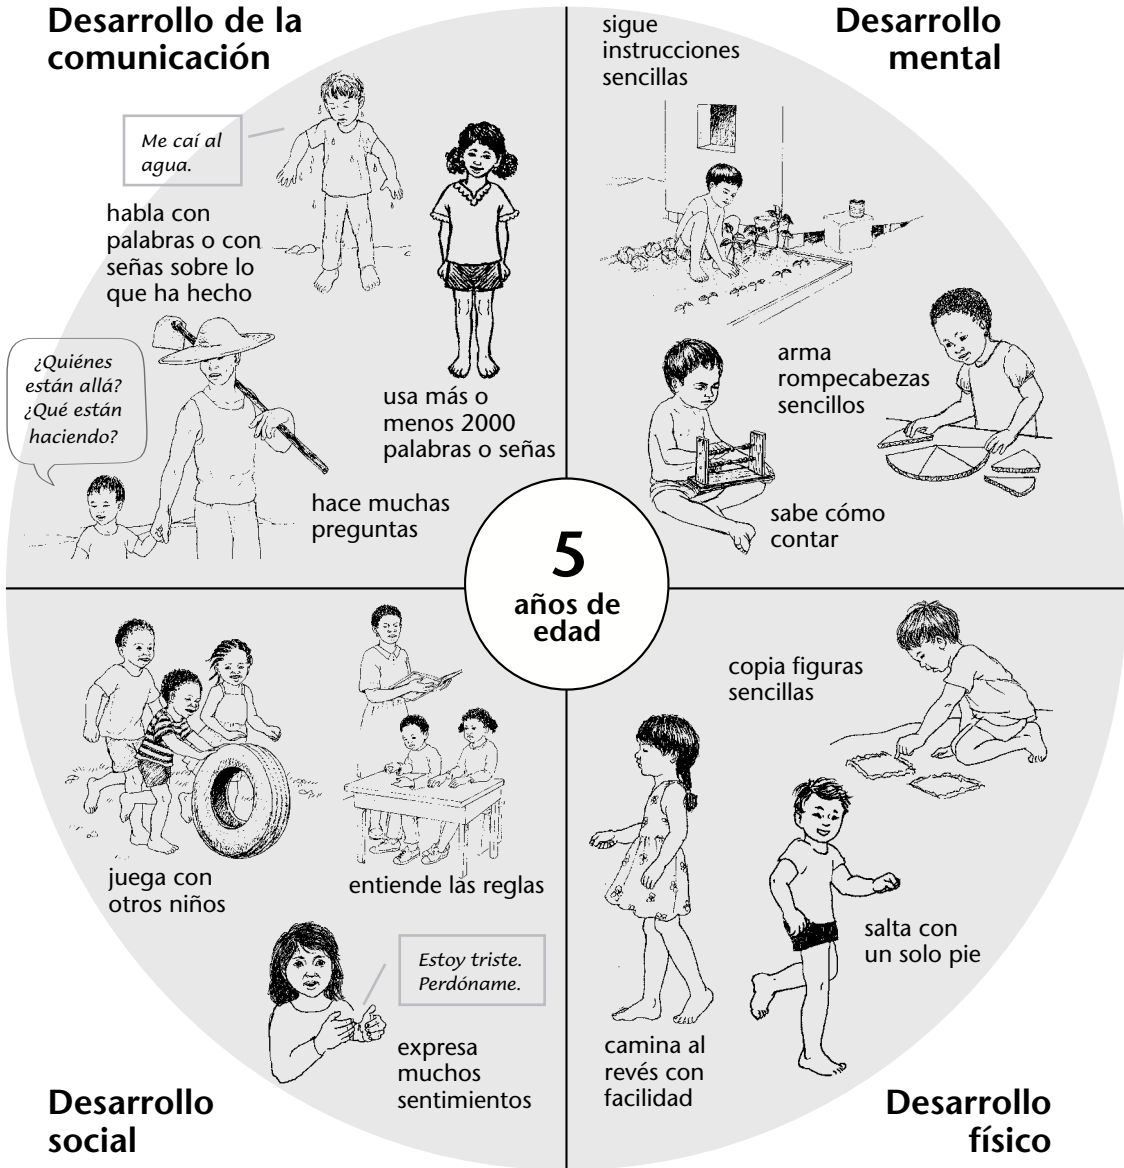 Desarrollo de la
comunicación
Me caí al
agua.
habla con
palabras o con
señas sobre lo
que ha hecho
¿Quiénes
están allá?
¿Qué están
haciendo?
usa más o
menos 2000
palabras o señas
hace muchas
preguntas
Desarrollo
mental
sigue
instrucciones
sencillas
arma
rompecabezas
sencillos
sabe cómo
contar
5
años de
edad
juega con
otros niños
entiende las reglas
Estoy triste.
Perdóname.
expresa
muchos
sentimientos
Desarrollo
social
copia figuras
sencillas
salta con
un solo pie
camina al
revés con
facilidad
Desarrollo
físico